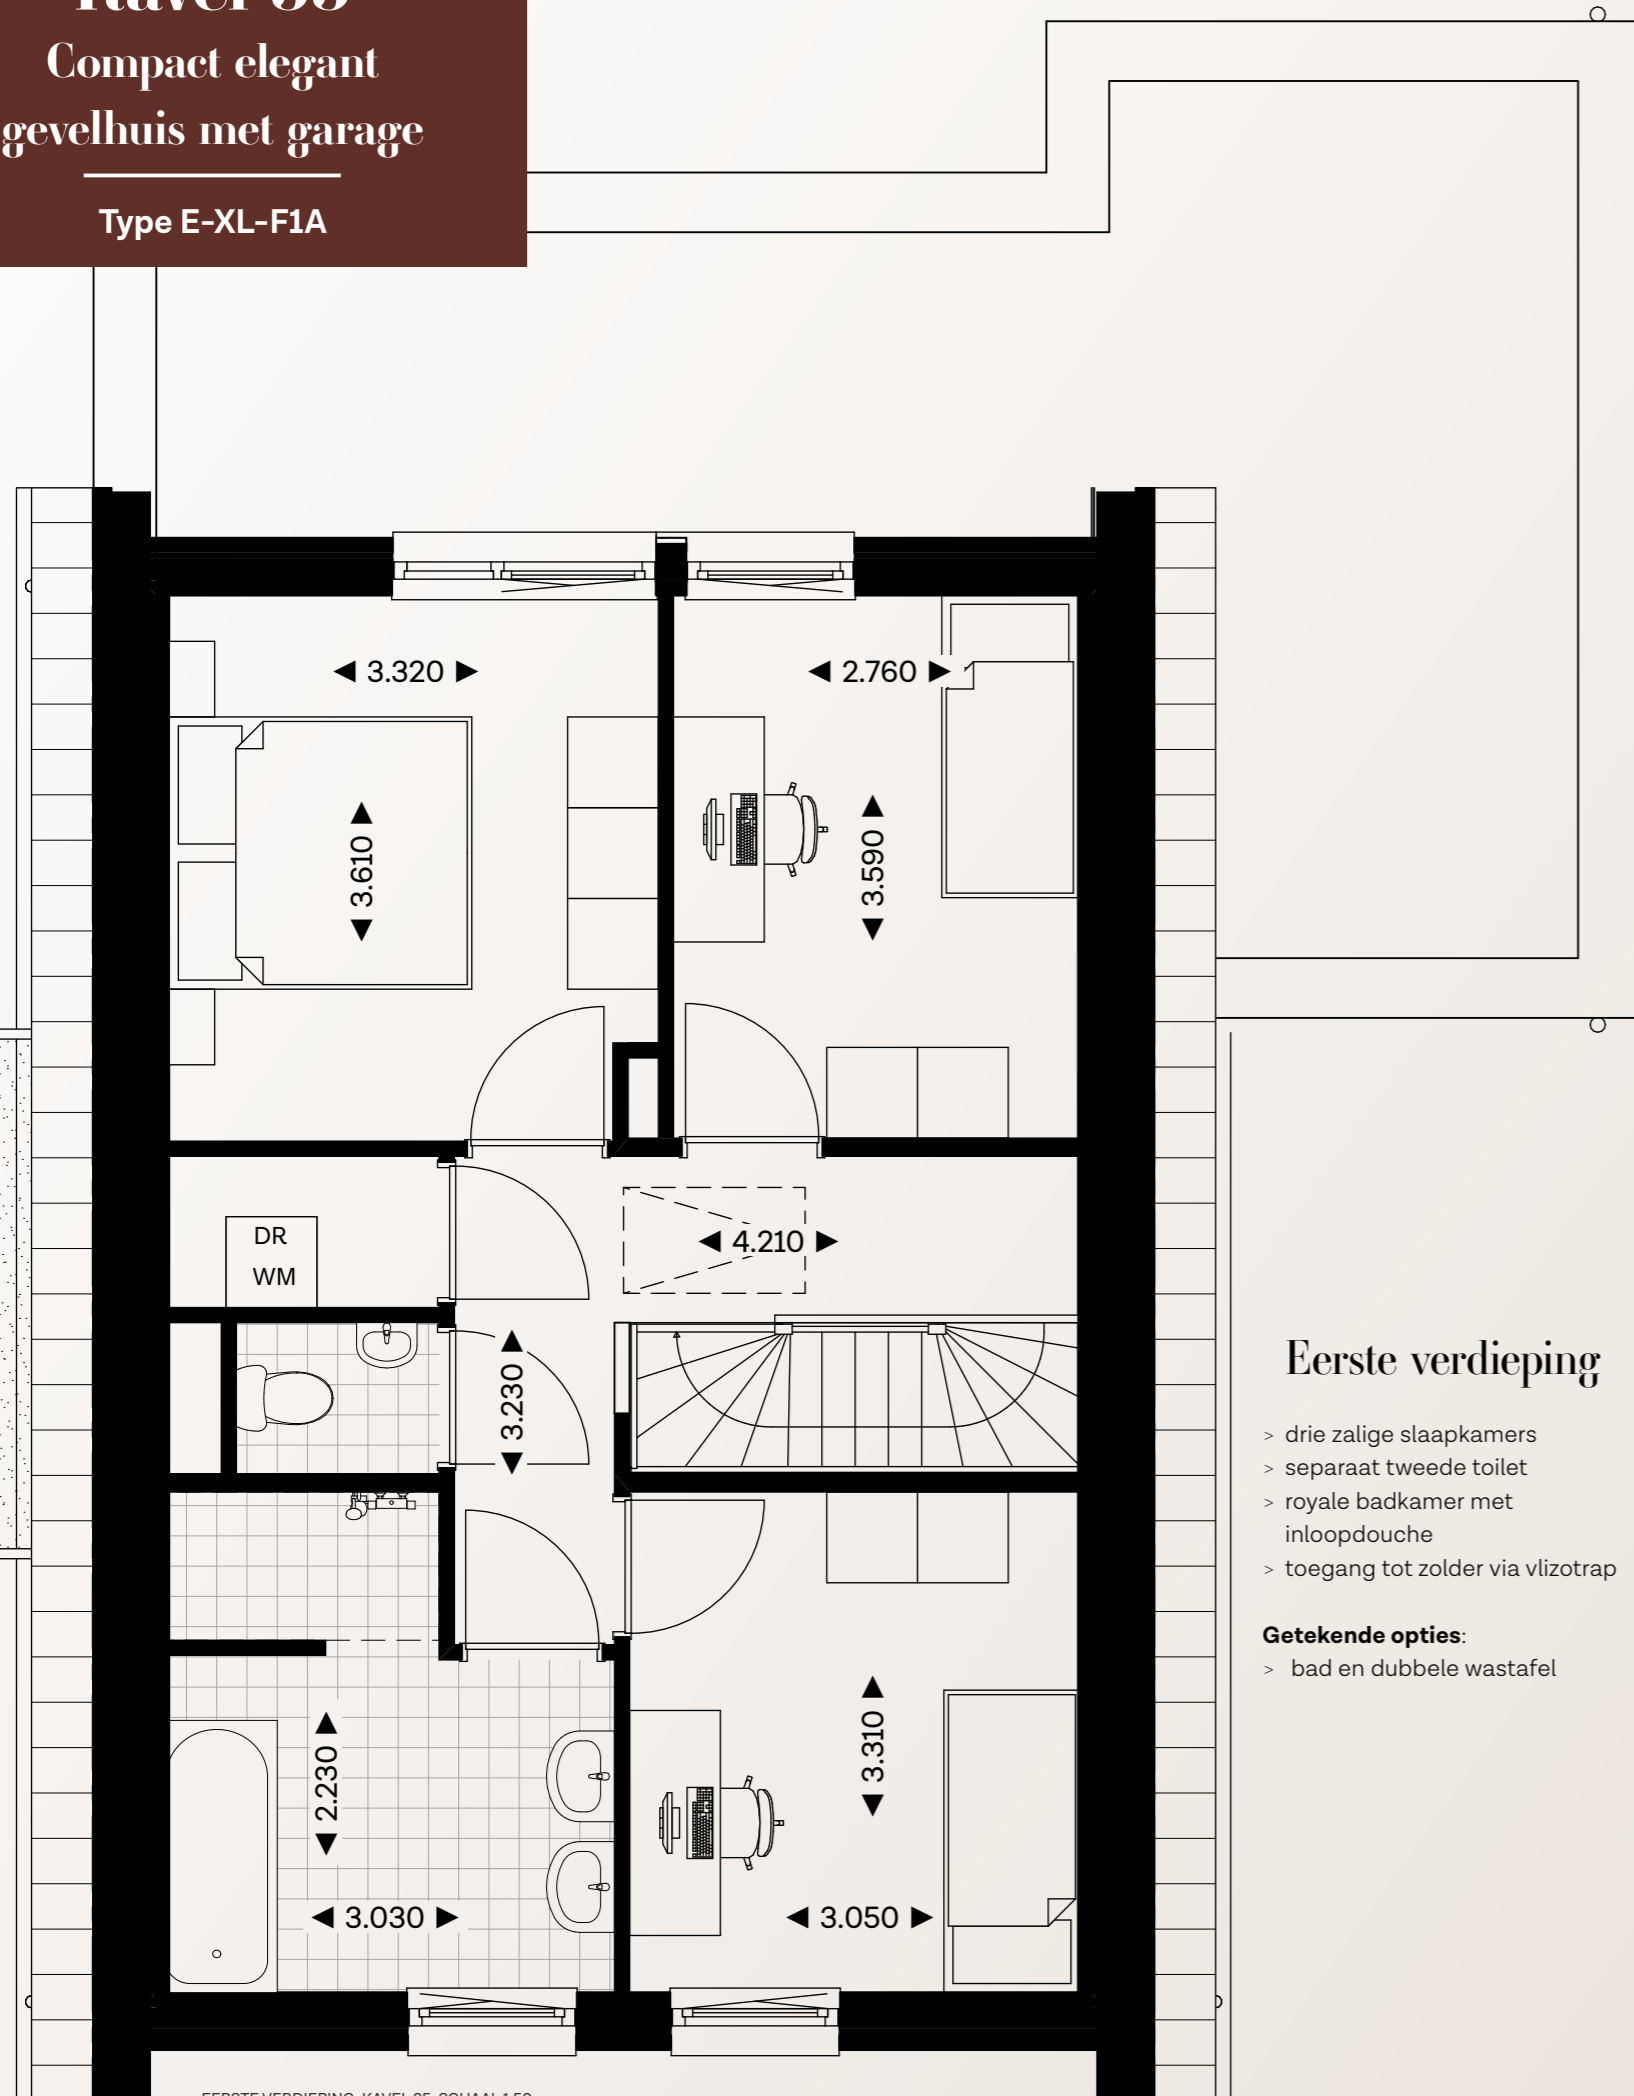 Compact elegant
gevelhuis met garage
Type E-XL-F1A
3.320
2.760
3.610
3.590
DR
WM
4.210
3.230
Eerste verdieping
> drie zalige slaapkamers
> separaat tweede toilet
> royale badkamer met
inloopdouche
> toegang tot zolder via vlizotrap
Getekende opties:
> bad en dubbele wastafel
2.230
3.310
3.030
3.050